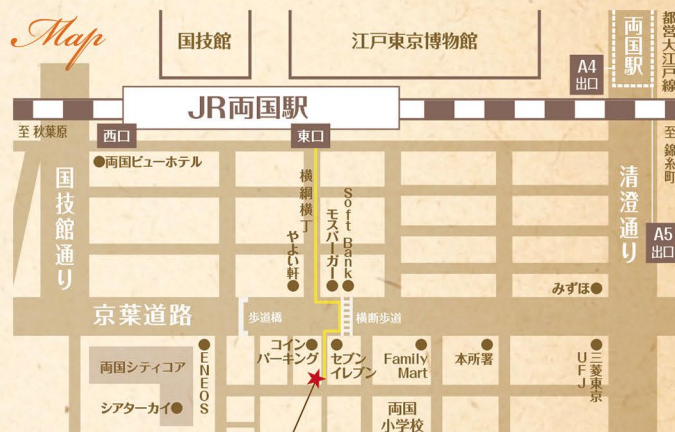 Map
国技館
江戸東京博物館
両国駅
都営大江戸線
A4
出口
JR両国駅
至 秋葉原
西口
東口
至 錦糸町
両国ビューホテル
国技館通り
横綱横丁
やよい軒
モスバーガー
Soft Bank
清澄通り
A5
出口
みずほ
京葉道路
歩道橋
横断歩道
両国シティコア
シアターカイ
ENEOS
コイン
パーキング
セブン
イレブン
Family
Mart
本所署
三菱東京
UFJ
両国
小学校